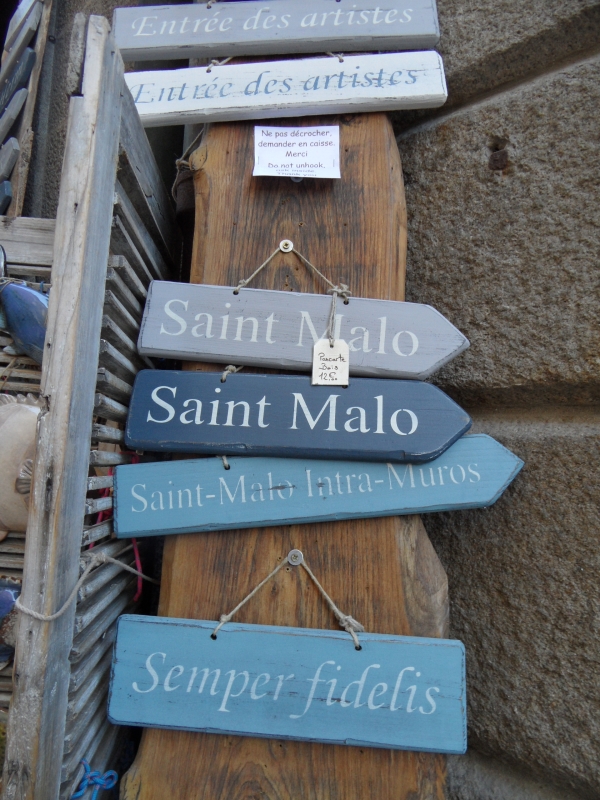 Entrée des artistes
Entrée des artistes
Ne pas décrocher,
demander en caisse.
Merci
Do not unhook,
Saint Malo
Pancarte
Bois
Saint Malo
Saint-Malo Intra-Muros
Semper fidelis